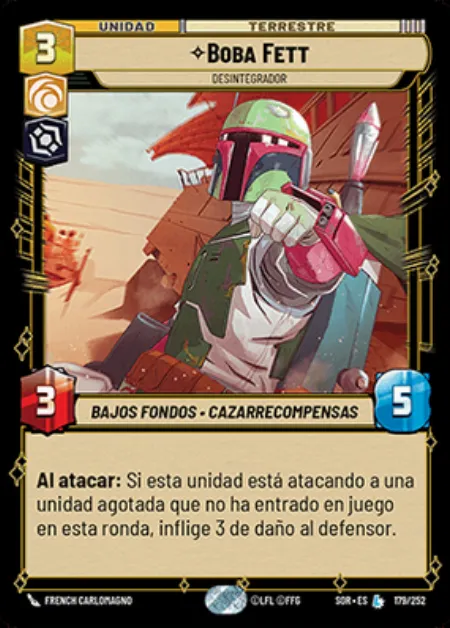 UNIDAD
TERRESTRE
3
✧BOBA FETT
DESINTEGRADOR
3
BAJOS FONDOS • CAZARRECOMPENSAS
5
Al atacar: Si esta unidad está atacando a una
unidad agotada que no ha entrado en juego
en esta ronda, inflige 3 de daño al defensor.
FRENCH CARLOMAGNO
©LFL ©FFG
SOR • ES
L
179/252